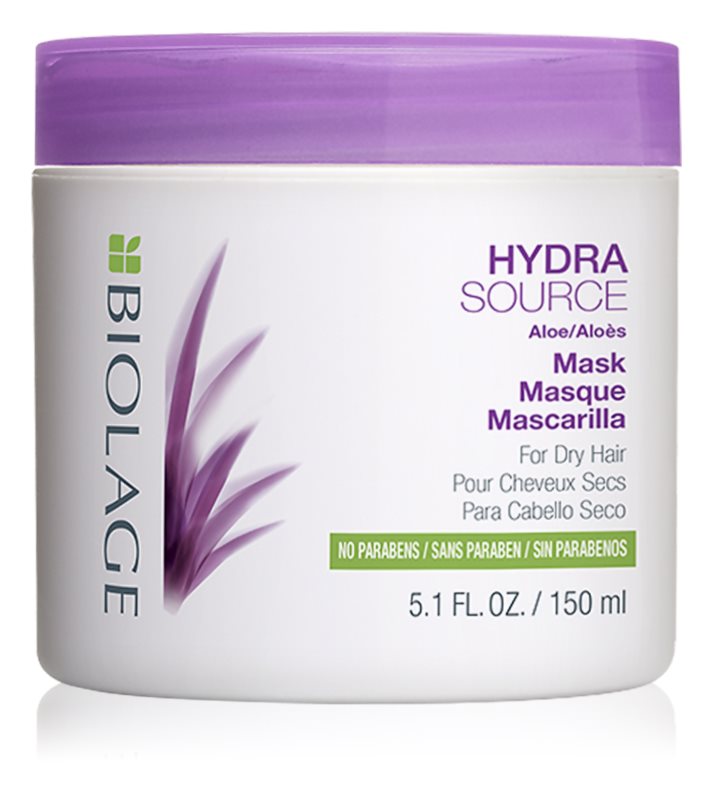 BIOLAGE
HYDRA
SOURCE
Aloe/Aloès
Mask
Masque
Mascarilla
For Dry Hair
Pour Cheveux Secs
Para Cabello Seco
NO PARABENS / SANS PARABEN / SIN PARABENOS
5.1 FL. OZ. / 150 ml